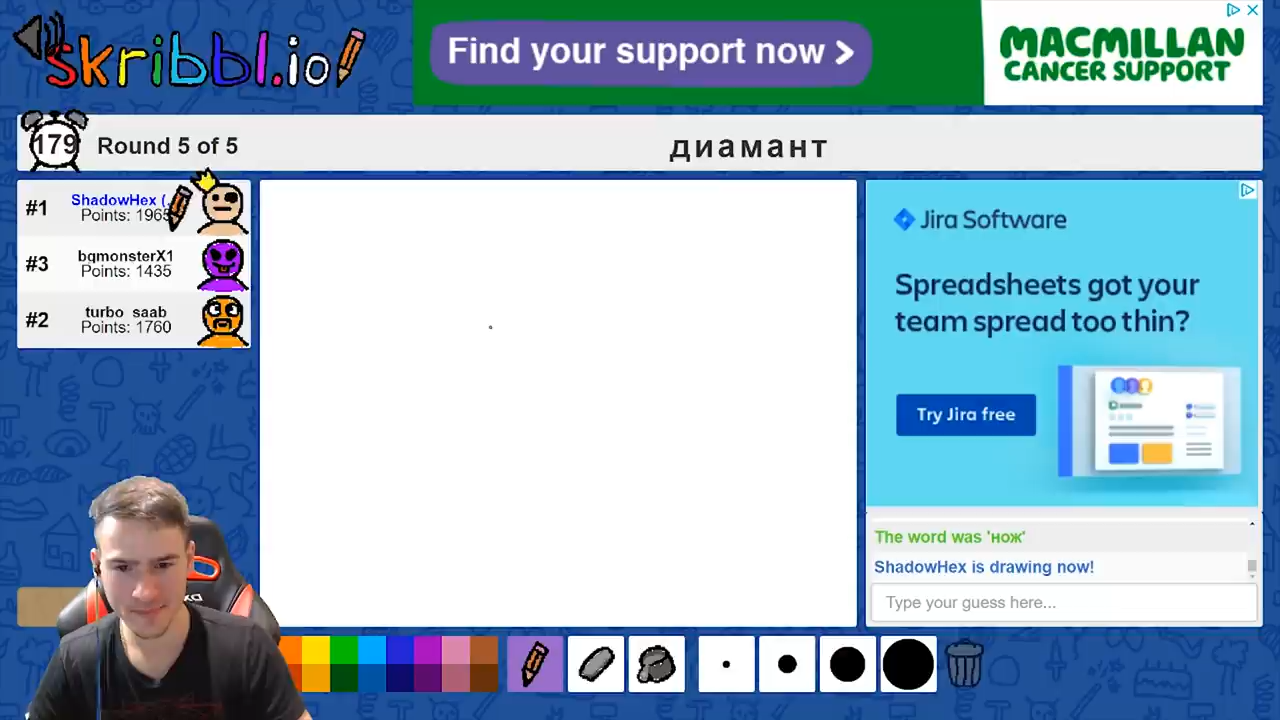 skribbl.io
Find your support now >
MACMILLAN
CANCER SUPPORT
179
Round 5 of 5
диамант
#1
ShadowHex (
Points: 1965
#3
bgmonsterX1
Points: 1435
#2
turbo_saab
Points: 1760
Jira Software
Spreadsheets got your
team spread too thin?
Try Jira free
The word was 'нож'
ShadowHex is drawing now!
Type your guess here...